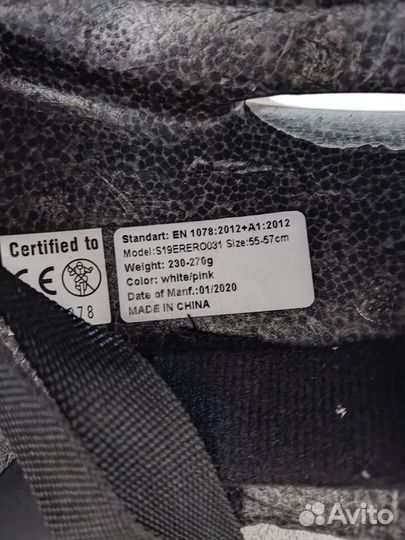 Certified to
CE
078
Standart: EN 1078:2012+A1:2012
Model:S19ERERO031 Size:55-57cm
Weight: 230-270g
Color: white/pink
Date of Manf.:01/2020
MADE IN CHINA
Avito